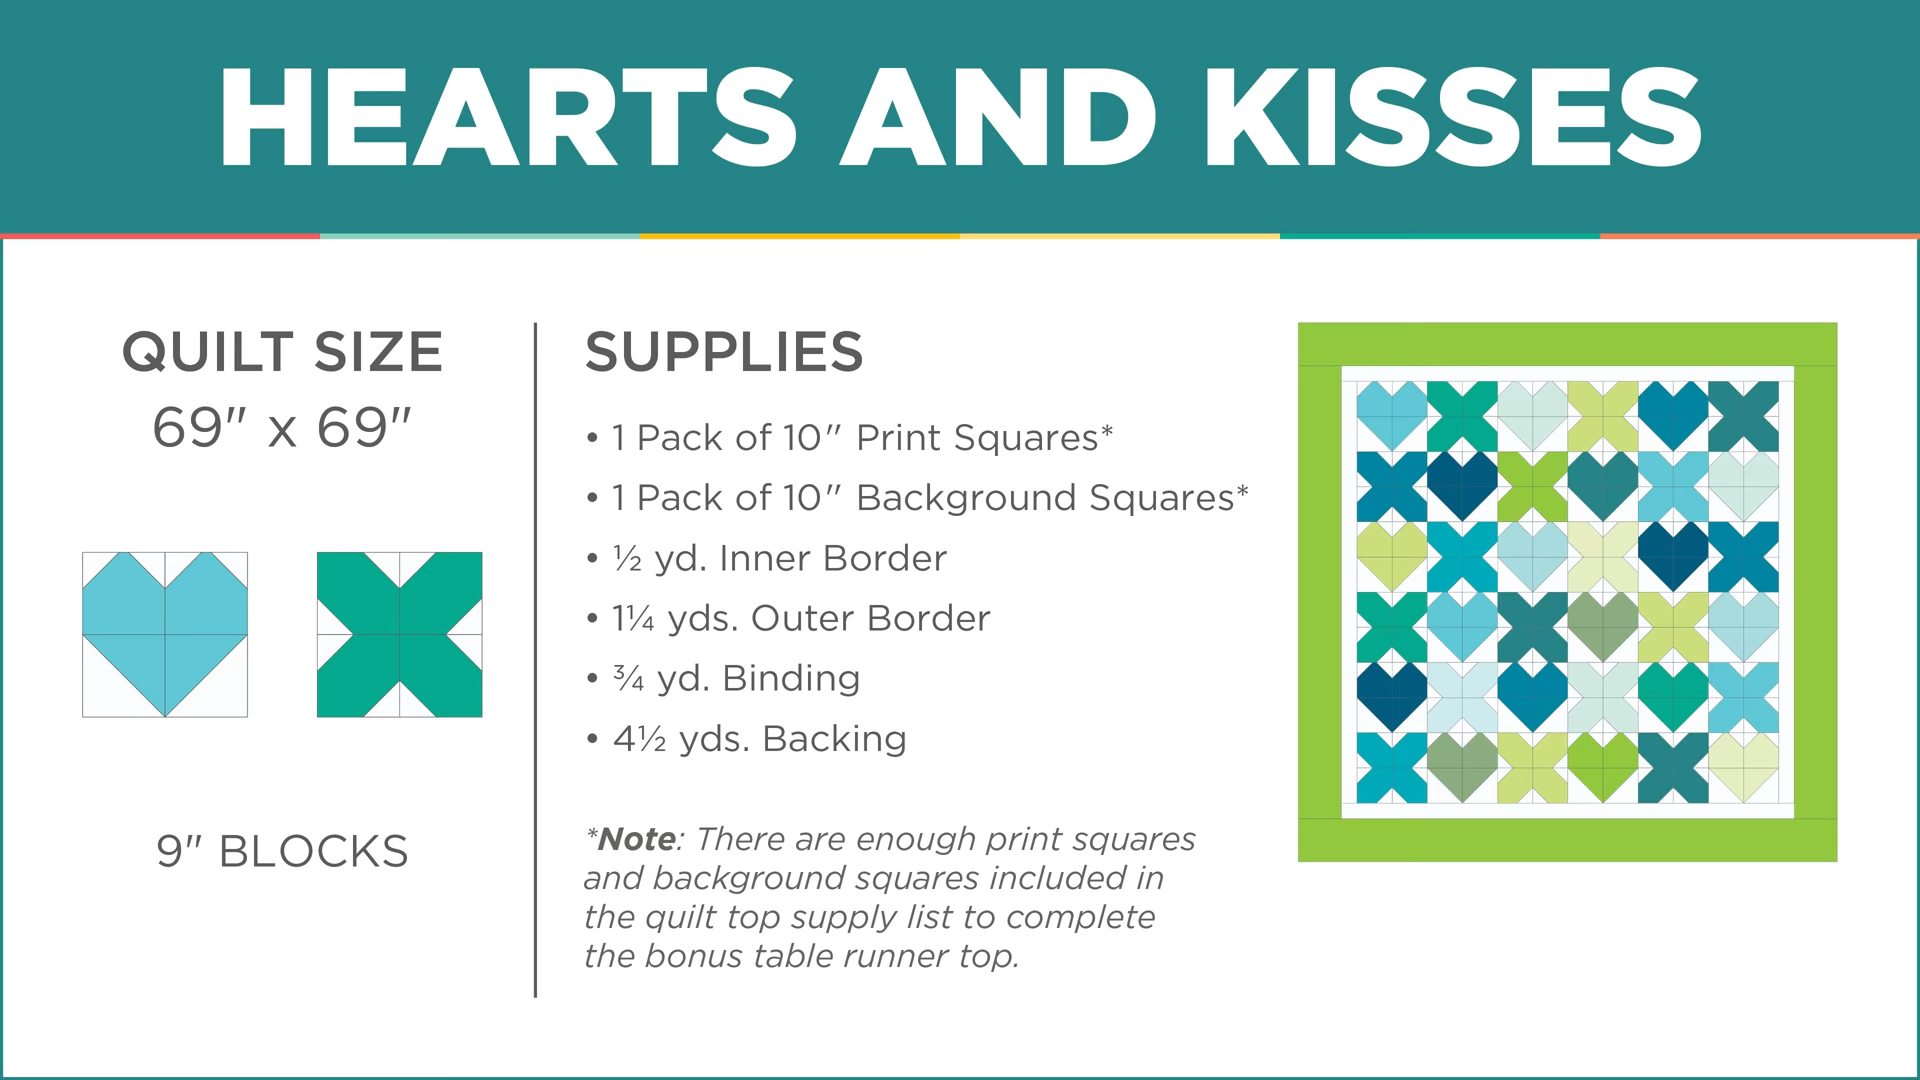 HEARTS AND KISSES
QUILT SIZE
69" x 69"
9" BLOCKS
SUPPLIES
• 1 Pack of 10" Print Squares*
• 1 Pack of 10" Background Squares*
• ½ yd. Inner Border
• 1¼ yds. Outer Border
• ¾ yd. Binding
• 4½ yds. Backing
*Note: There are enough print squares
and background squares included in
the quilt top supply list to complete
the bonus table runner top.